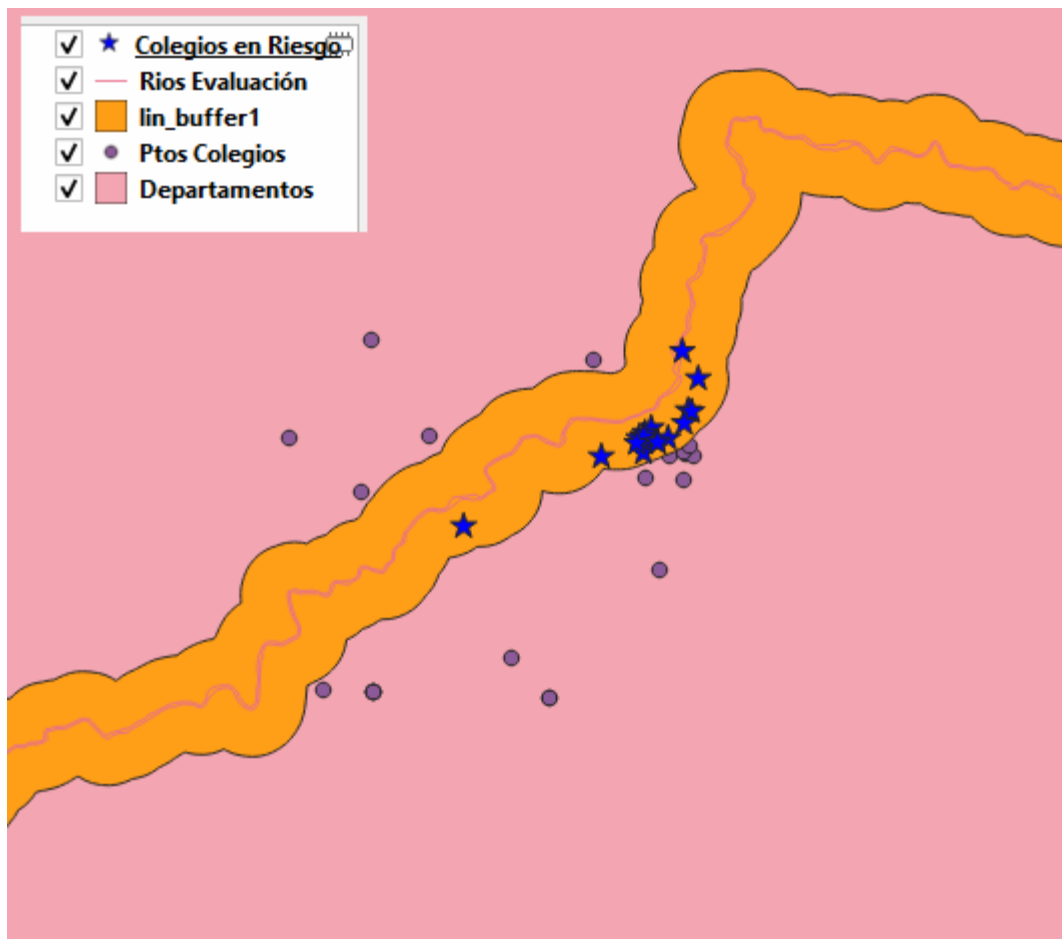 Colegios en Riesgo
Rios Evaluación
lin_buffer1
Ptos Colegios
Departamentos